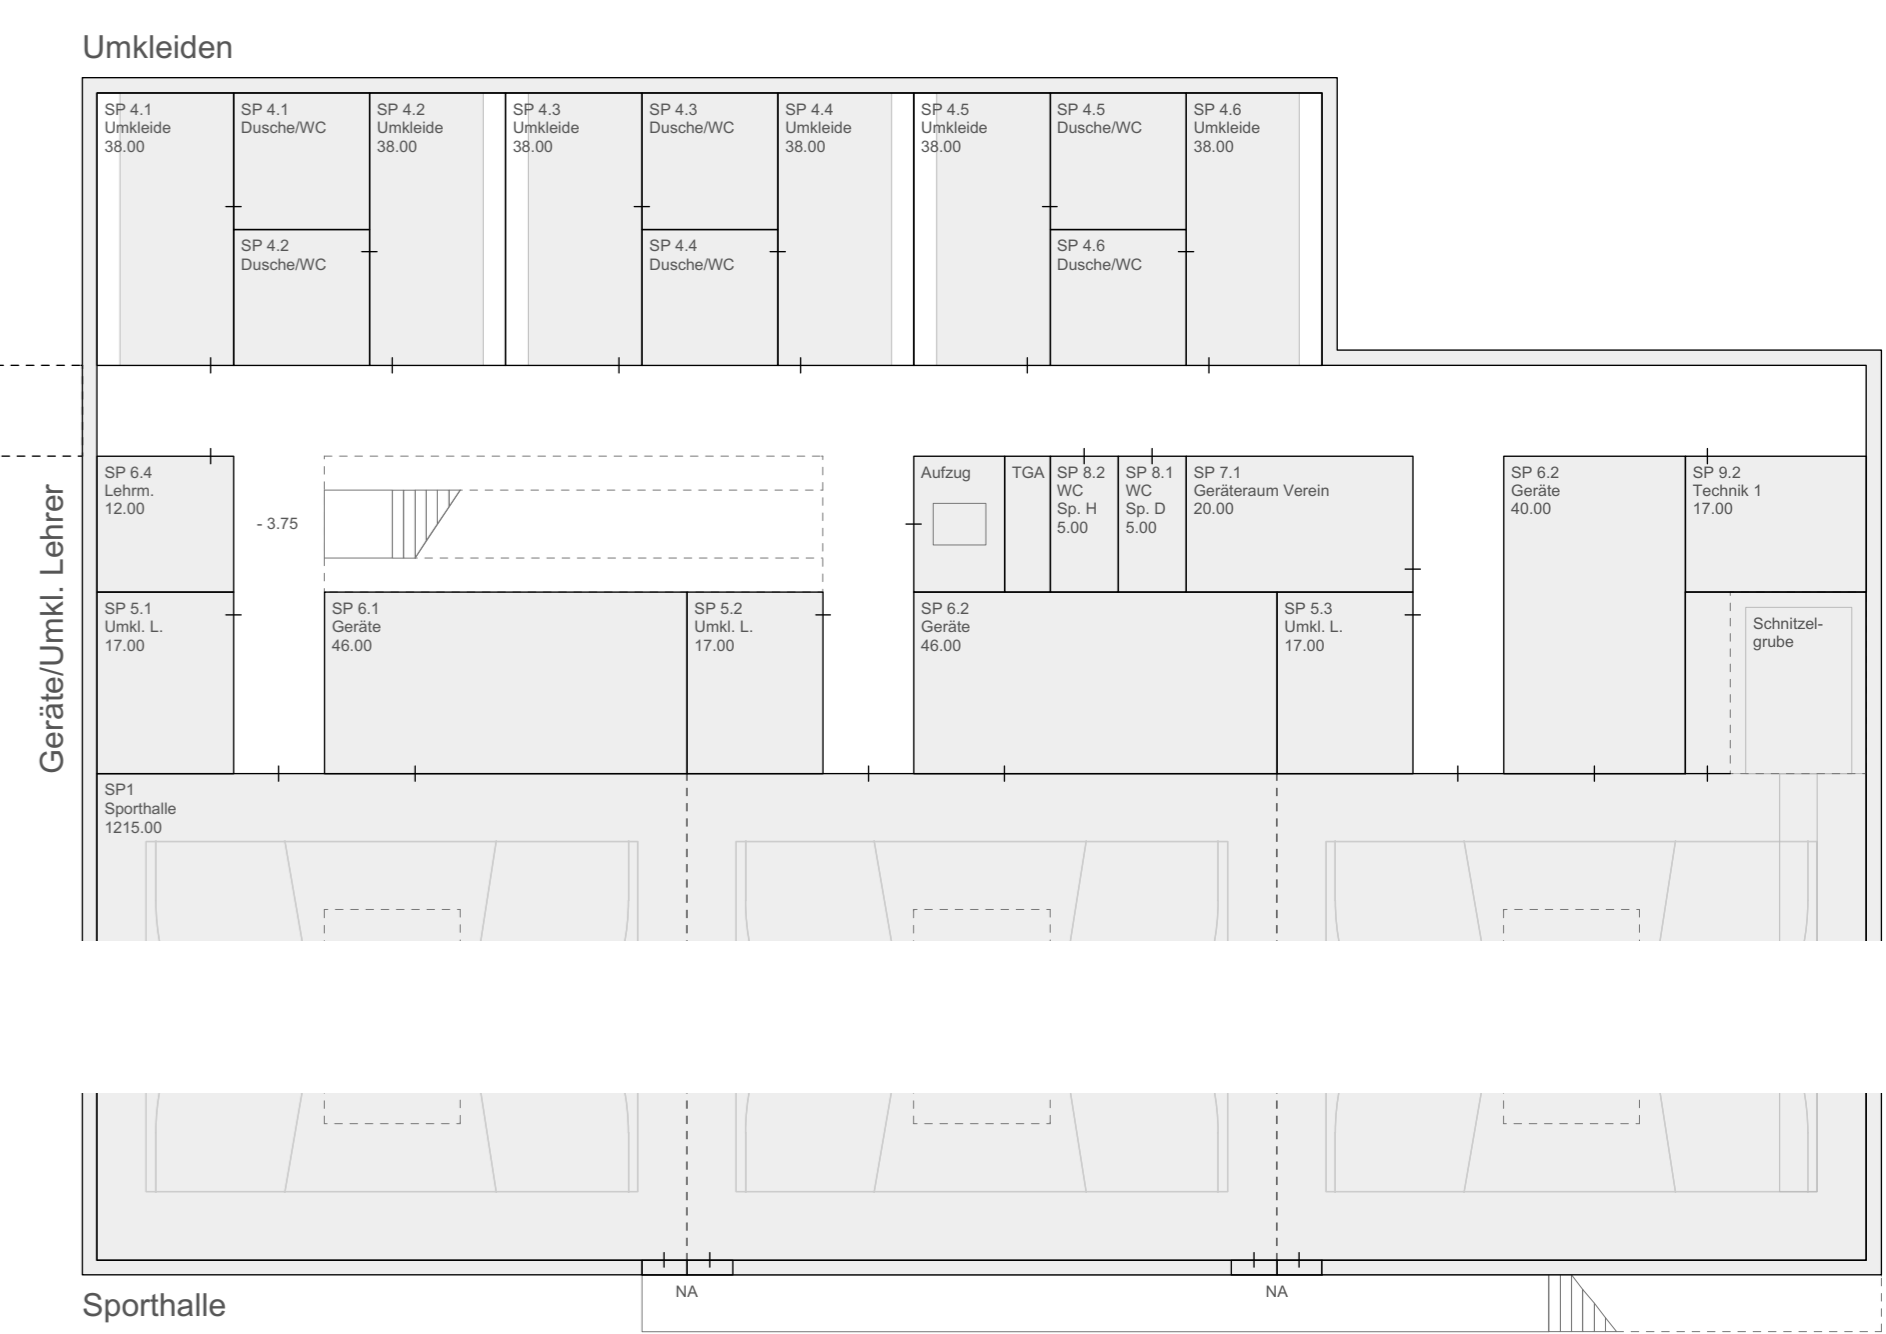 Umkleiden
SP 4.1
Umkleide
38.00
SP 4.1
Dusche/WC
SP 4.2
Umkleide
38.00
SP 4.3
Umkleide
38.00
SP 4.3
Dusche/WC
SP 4.4
Umkleide
38.00
SP 4.5
Umkleide
38.00
SP 4.5
Dusche/WC
SP 4.6
Umkleide
38.00
SP 4.2
Dusche/WC
SP 4.4
Dusche/WC
SP 4.6
Dusche/WC
Geräte/Umkl. Lehrer
SP 6.4
Lehrm.
12.00
- 3.75
Aufzug
TGA
SP 8.2
WC
Sp. H
5.00
SP 8.1
WC
Sp. D
5.00
SP 7.1
Geräteraum Verein
20.00
SP 6.2
Geräte
40.00
SP 9.2
Technik 1
17.00
SP 5.1
Umkl. L.
17.00
SP 6.1
Geräte
46.00
SP 5.2
Umkl. L.
17.00
SP 6.2
Geräte
46.00
SP 5.3
Umkl. L.
17.00
Schnitzel-
grube
SP1
Sporthalle
1215.00
NA
NA
Sporthalle